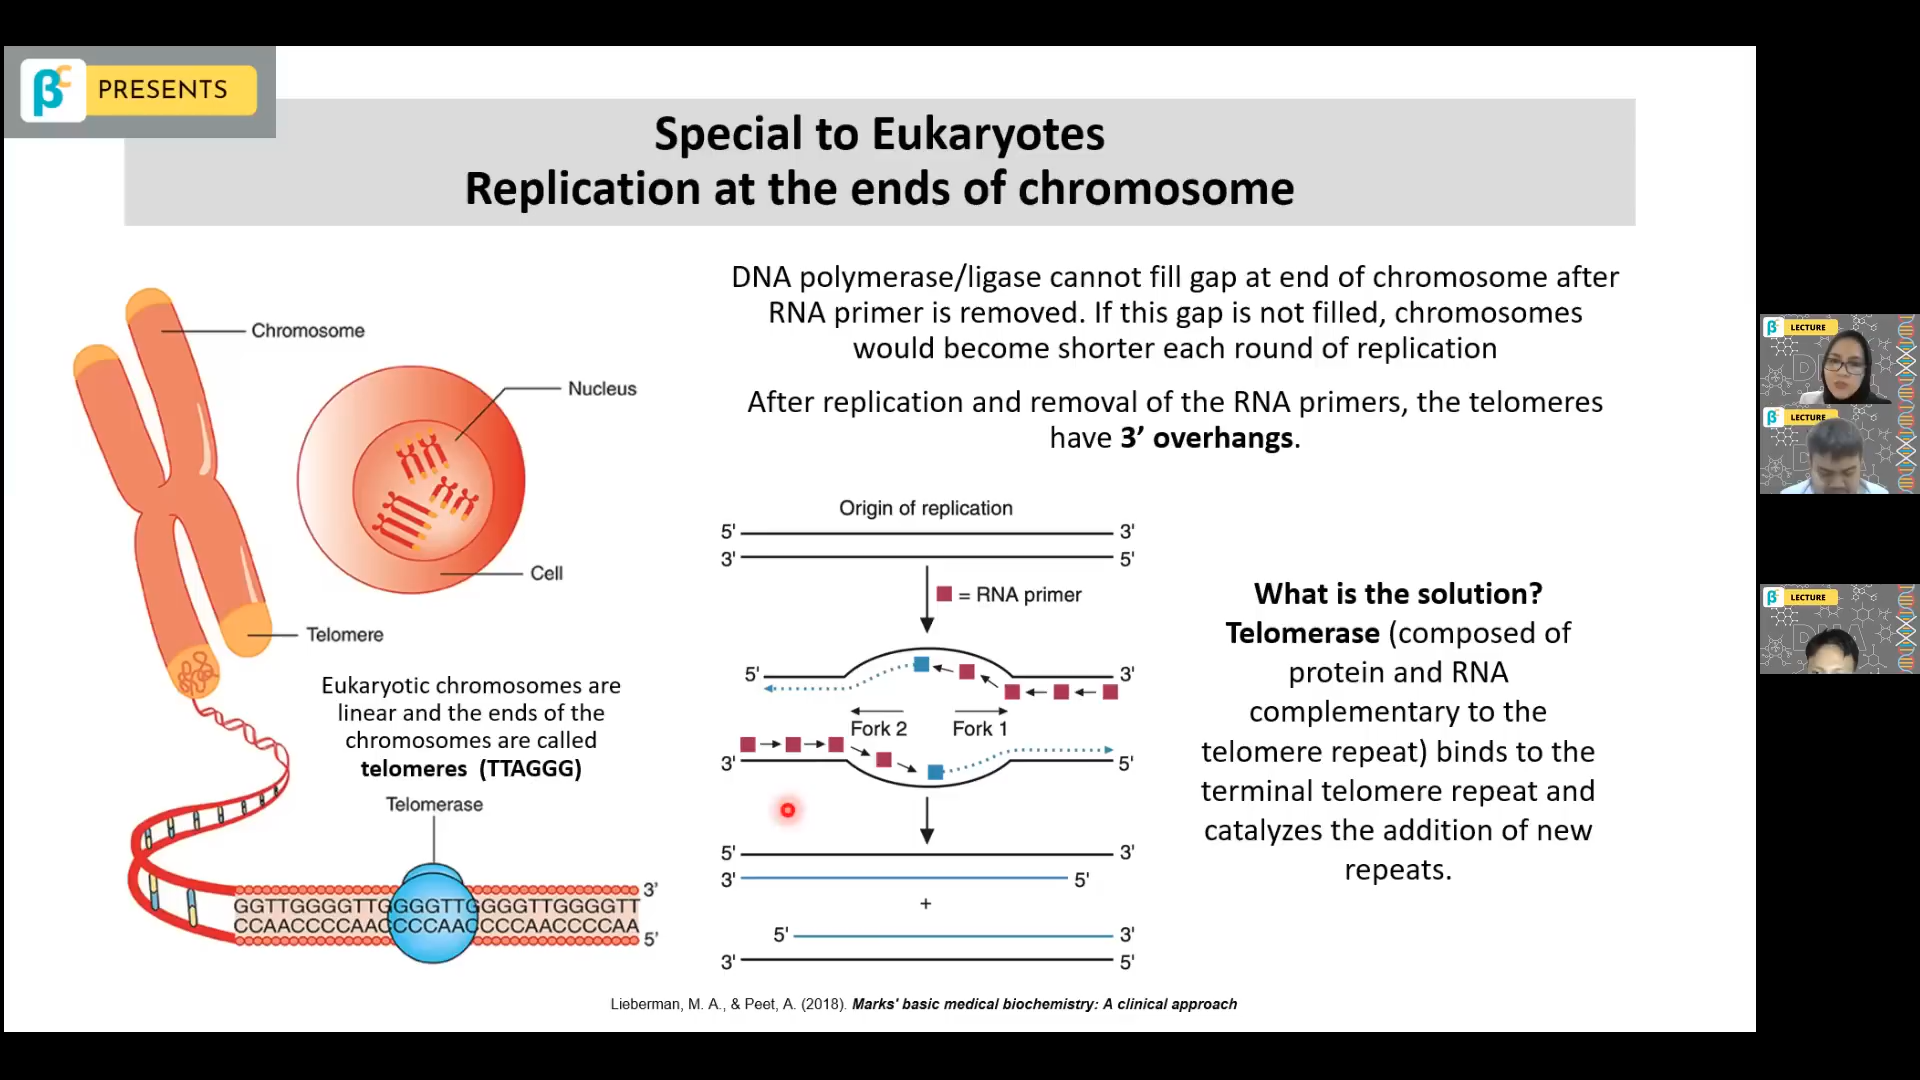 βc PRESENTS
Special to Eukaryotes
Replication at the ends of chromosome
Chromosome
Nucleus
Cell
Telomere
Eukaryotic chromosomes are
linear and the ends of the
chromosomes are called
telomeres (TTAGGG)
Telomerase
3'
GGTTGGGGTTGGGGTTGGGGTTGGGGTT
CCAACCCCAACCCCAACCCCAACCCCAA
5'
DNA polymerase/ligase cannot fill gap at end of chromosome after
RNA primer is removed. If this gap is not filled, chromosomes
would become shorter each round of replication
After replication and removal of the RNA primers, the telomeres
have 3’ overhangs.
Origin of replication
5' 3'
3' 5'
= RNA primer
5' 3'
Fork 2 Fork 1
3' 5'
5' 3'
3' 5'
+
5' 3'
3' 5'
What is the solution?
Telomerase (composed of
protein and RNA
complementary to the
telomere repeat) binds to the
terminal telomere repeat and
catalyzes the addition of new
repeats.
Lieberman, M. A., & Peet, A. (2018). Marks' basic medical biochemistry: A clinical approach
LECTURE
LECTURE
LECTURE